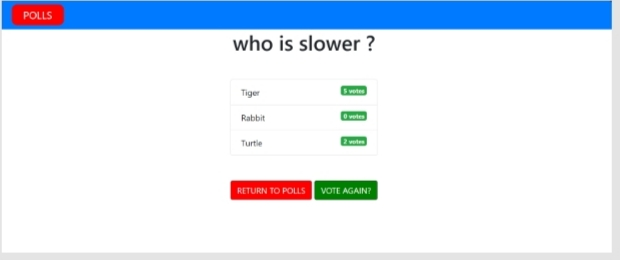 POLLS
who is slower ?
Tiger 5 votes
Rabbit 0 votes
Turtle 2 votes
RETURN TO POLLS VOTE AGAIN?